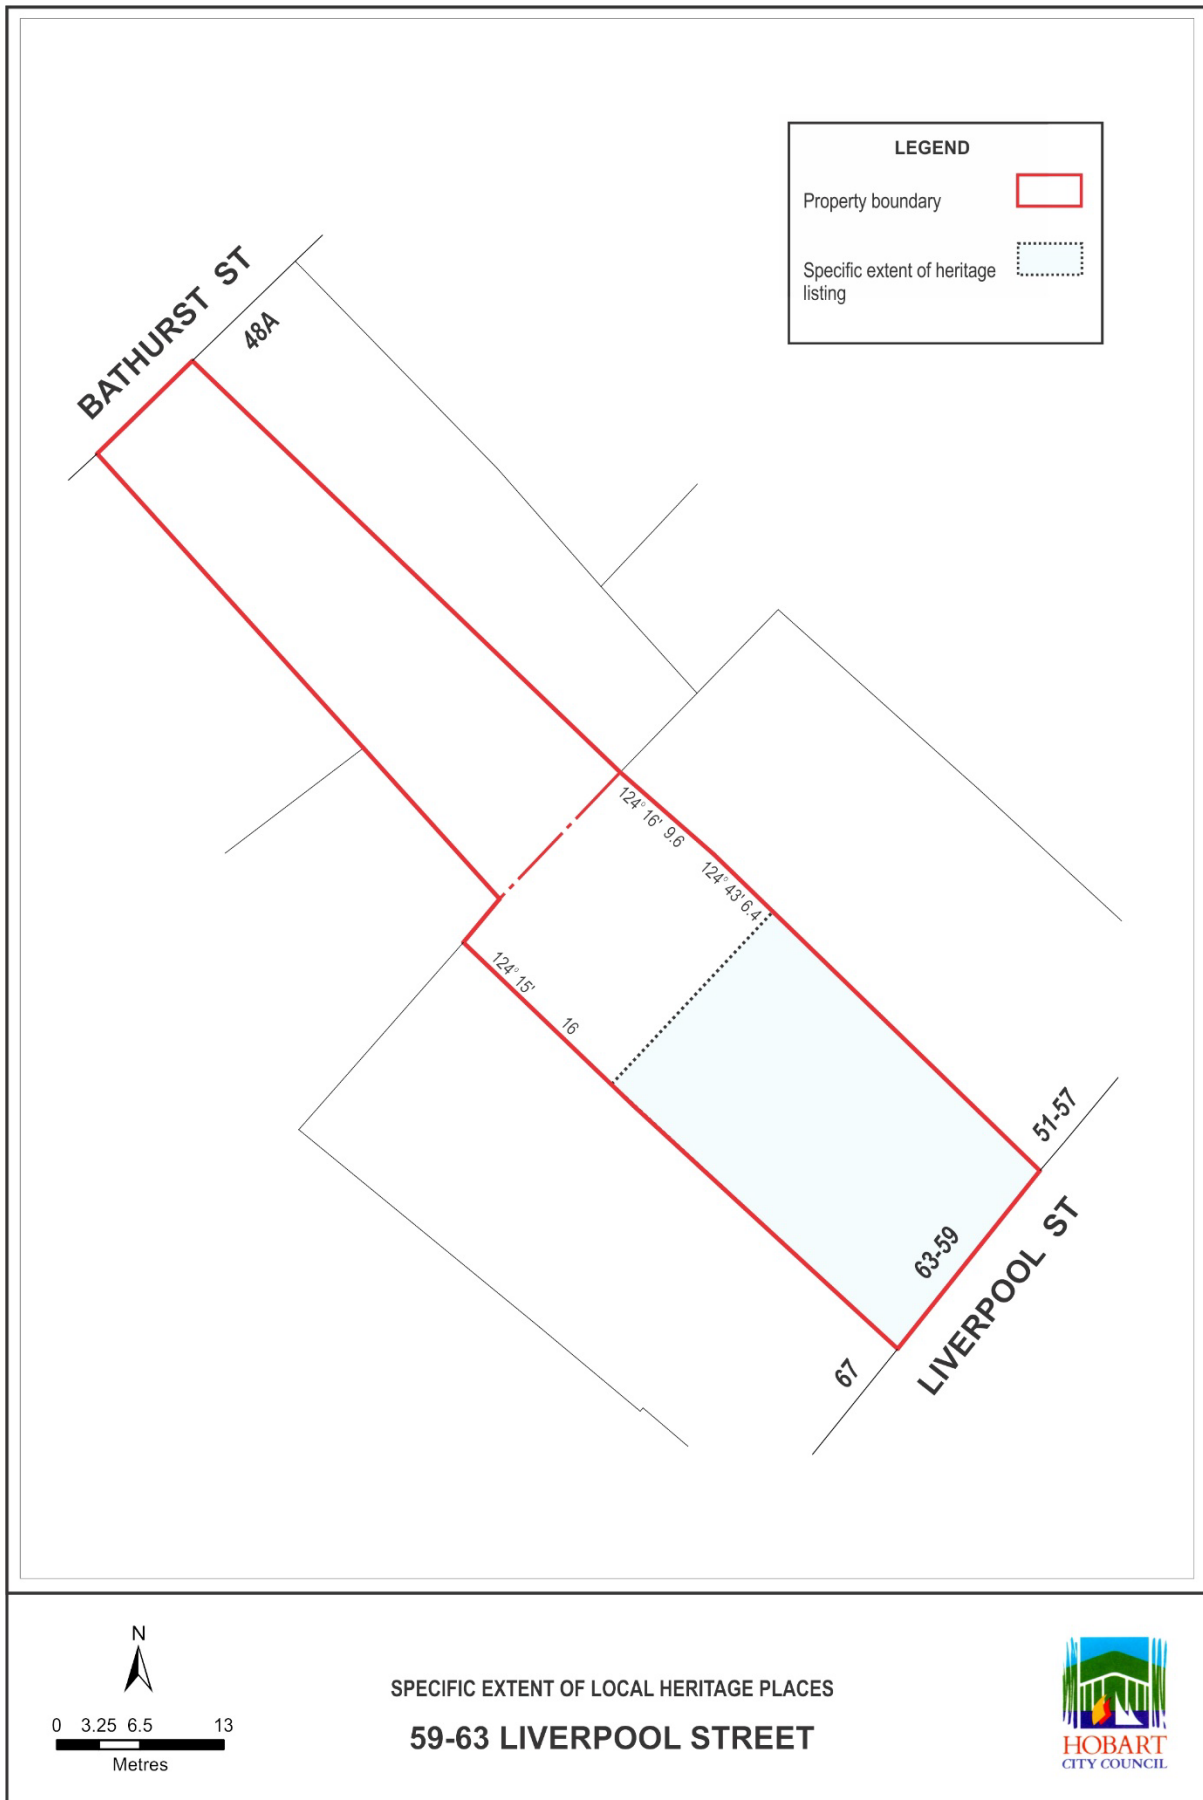 LEGEND
Property boundary
Specific extent of heritage
listing
BATHURST ST
48A
124° 16' 9.6
124° 43' 6.4
124° 15'
16
51-57
63-59
LIVERPOOL ST
67
N
0 3.25 6.5 13
Metres
SPECIFIC EXTENT OF LOCAL HERITAGE PLACES
59-63 LIVERPOOL STREET
HOBART
CITY COUNCIL